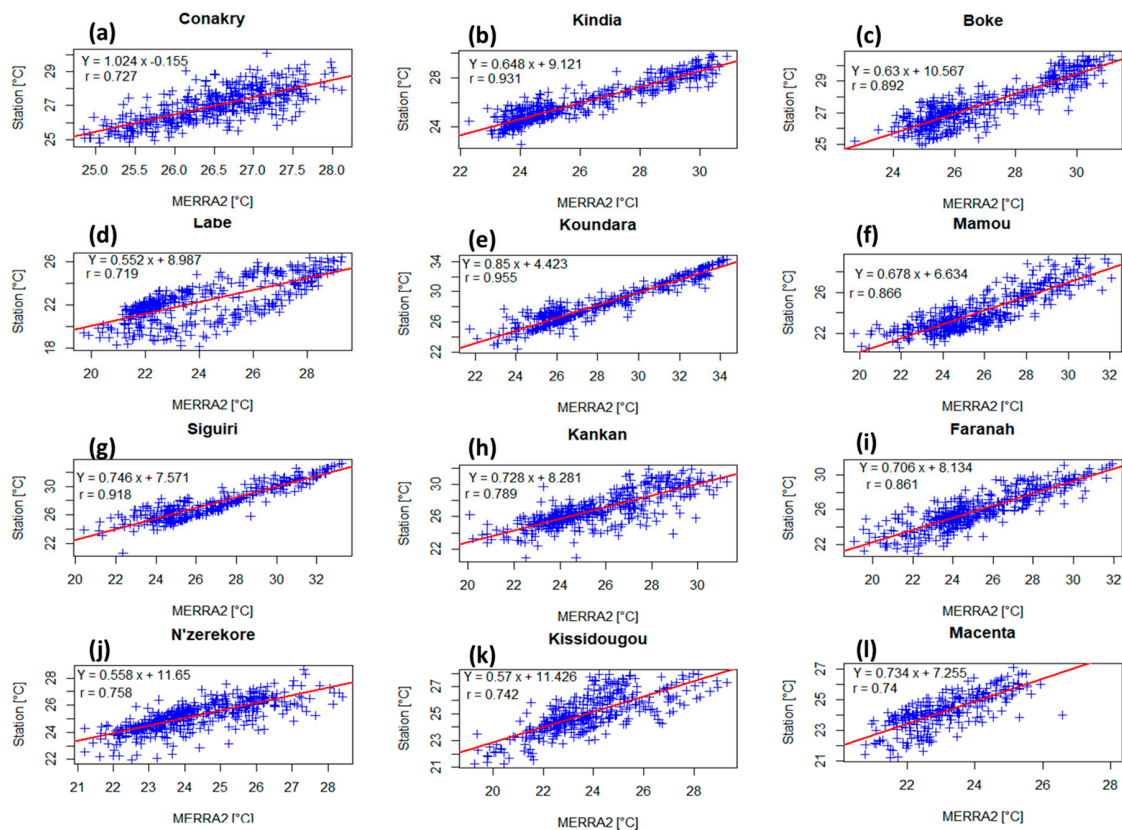 Conakry
(a)
Y = 1.024 x -0.155
r = 0.727
Station [°C]
25 27 29
25.0 25.5 26.0 26.5 27.0 27.5 28.0
MERRA2 [°C]
Kindia
(b)
Y = 0.648 x + 9.121
r = 0.931
Station [°C]
24 28
22 24 26 28 30
MERRA2 [°C]
Boke
(c)
Y = 0.63 x + 10.567
r = 0.892
Station [°C]
25 27 29
24 26 28 30
MERRA2 [°C]
Labe
(d)
Y = 0.552 x + 8.987
r = 0.719
Station [°C]
18 22 26
20 22 24 26 28
MERRA2 [°C]
Koundara
(e)
Y = 0.85 x + 4.423
r = 0.955
Station [°C]
22 26 30 34
22 24 26 28 30 32 34
MERRA2 [°C]
Mamou
(f)
Y = 0.678 x + 6.634
r = 0.866
Station [°C]
22 26
20 22 24 26 28 30 32
MERRA2 [°C]
Siguiri
(g)
Y = 0.746 x + 7.571
r = 0.918
Station [°C]
22 26 30
20 22 24 26 28 30 32
MERRA2 [°C]
Kankan
(h)
Y = 0.728 x + 8.281
r = 0.789
Station [°C]
22 26 30
20 22 24 26 28 30
MERRA2 [°C]
Faranah
(i)
Y = 0.706 x + 8.134
r = 0.861
Station [°C]
22 26 30
20 22 24 26 28 30 32
MERRA2 [°C]
N'zerekore
(j)
Y = 0.558 x + 11.65
r = 0.758
Station [°C]
22 24 26 28
21 22 23 24 25 26 27 28
MERRA2 [°C]
Kissidougou
(k)
Y = 0.57 x + 11.426
r = 0.742
Station [°C]
21 23 25 27
20 22 24 26 28
MERRA2 [°C]
Macenta
(l)
Y = 0.734 x + 7.255
r = 0.74
Station [°C]
21 23 25 27
22 24 26 28
MERRA2 [°C]